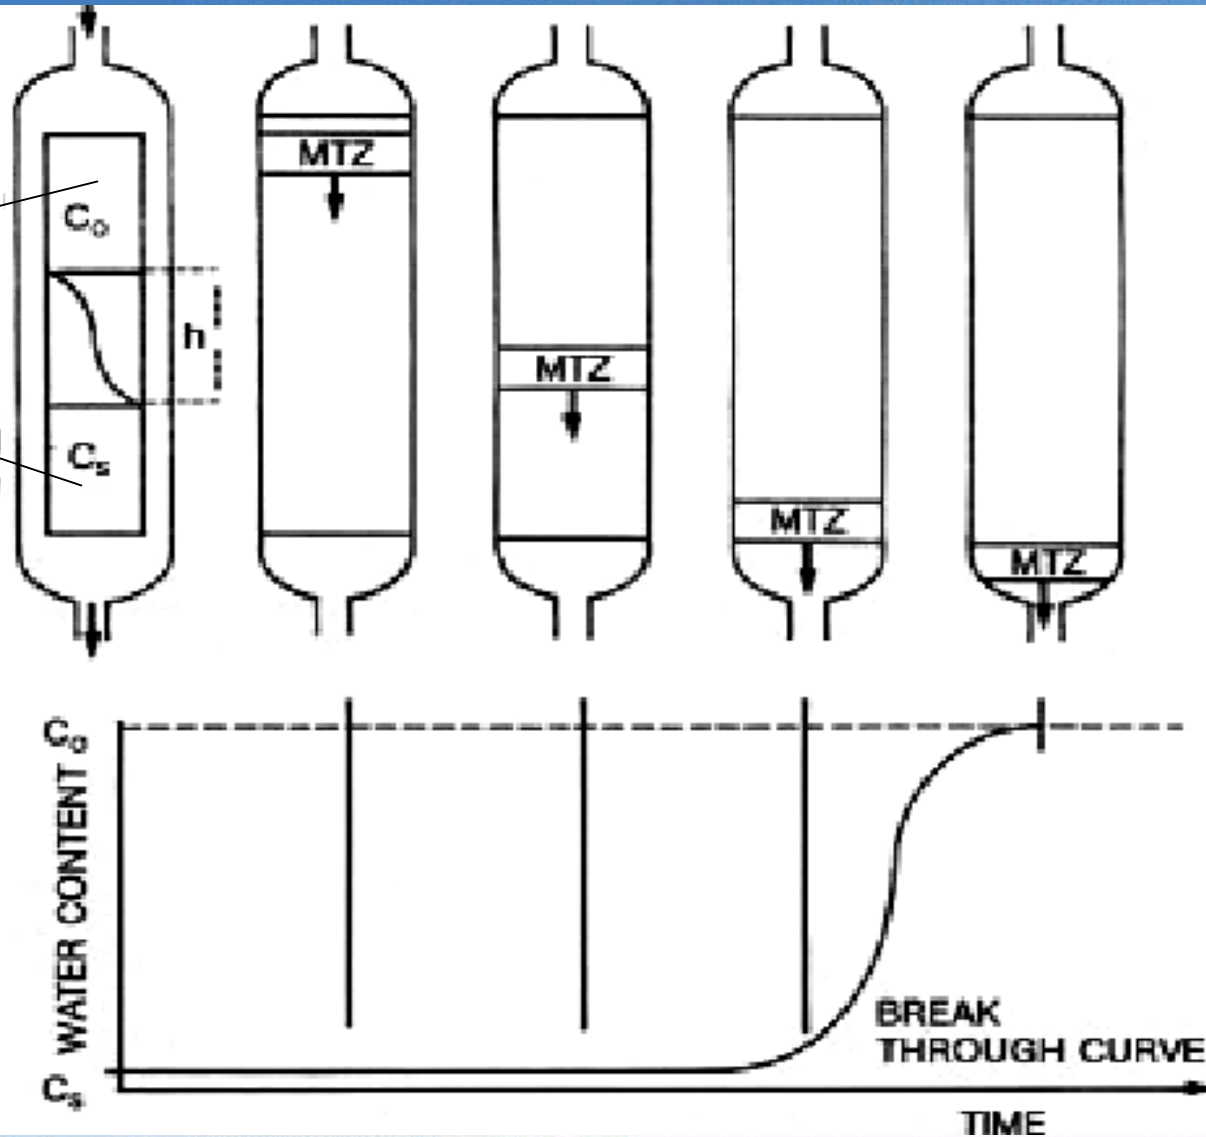 C₀
h
Cₛ
MTZ
MTZ
MTZ
MTZ
C₀
WATER CONTENT
Cₛ
BREAK
THROUGH CURVE
TIME